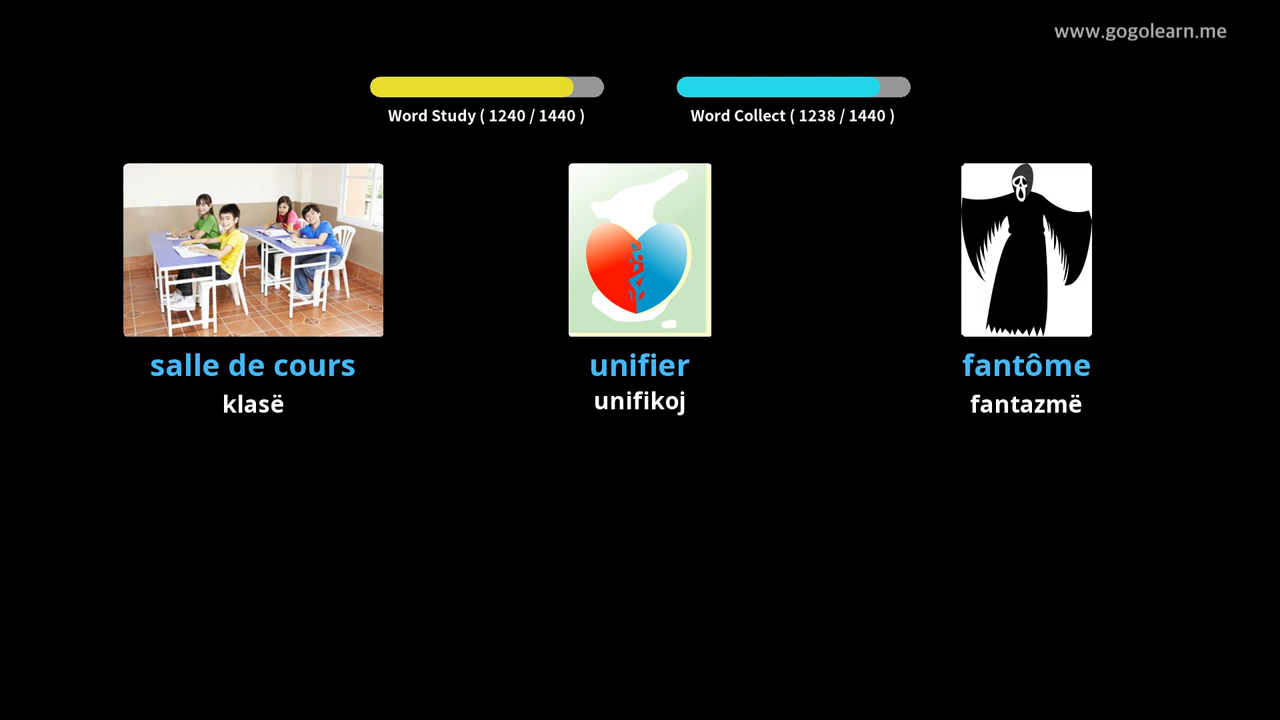 www.gogolearn.me
Word Study ( 1240 / 1440 )
Word Collect ( 1238 / 1440 )
salle de cours
klasë
unifier
unifikoj
fantôme
fantazmë